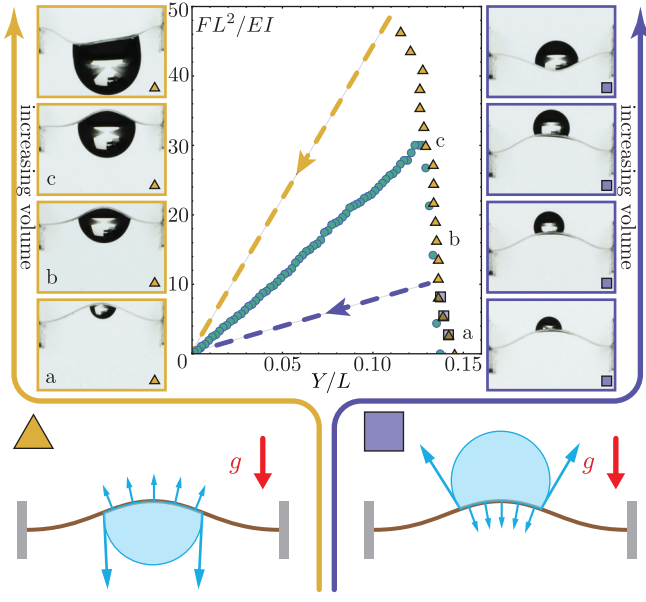 increasing volume
c
b
a
50
40
30
20
10
0
FL²/EI
c
b
a
0.05
0.10
0.15
Y/L
increasing volume
g
g